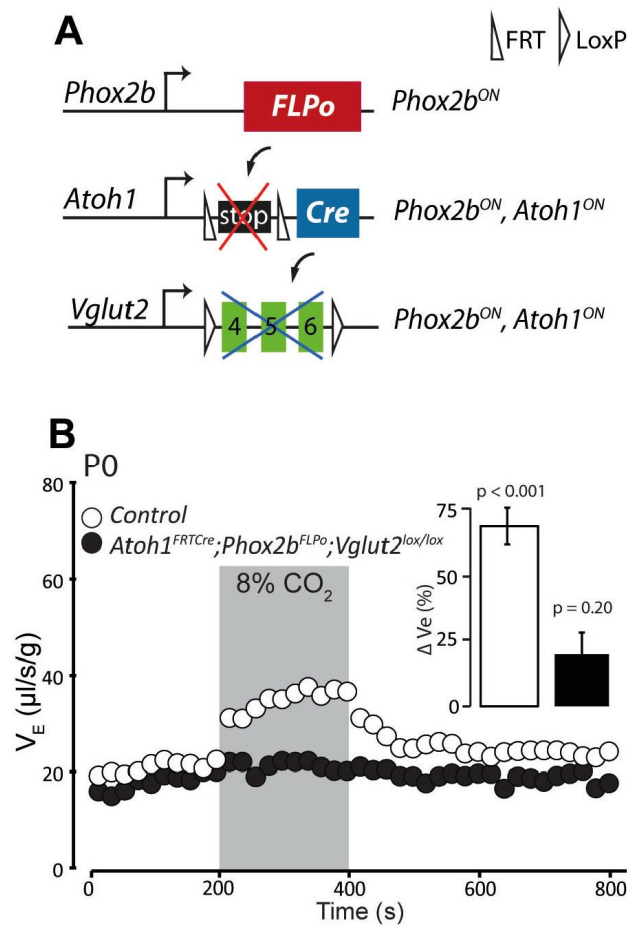 A
FRT LoxP
Phox2b FLPo Phox2b^ON
Atoh1 stop Cre Phox2b^ON, Atoh1^ON
Vglut2 4 5 6 Phox2b^ON, Atoh1^ON
B
P0
Control
Atoh1^FRTCre;Phox2b^FLPo;Vglut2^lox/lox
8% CO₂
V_E (µl/s/g)
80
60
40
20
0
0 200 400 600 800
Time (s)
p < 0.001
p = 0.20
Δ Ve (%)
75
50
25
0